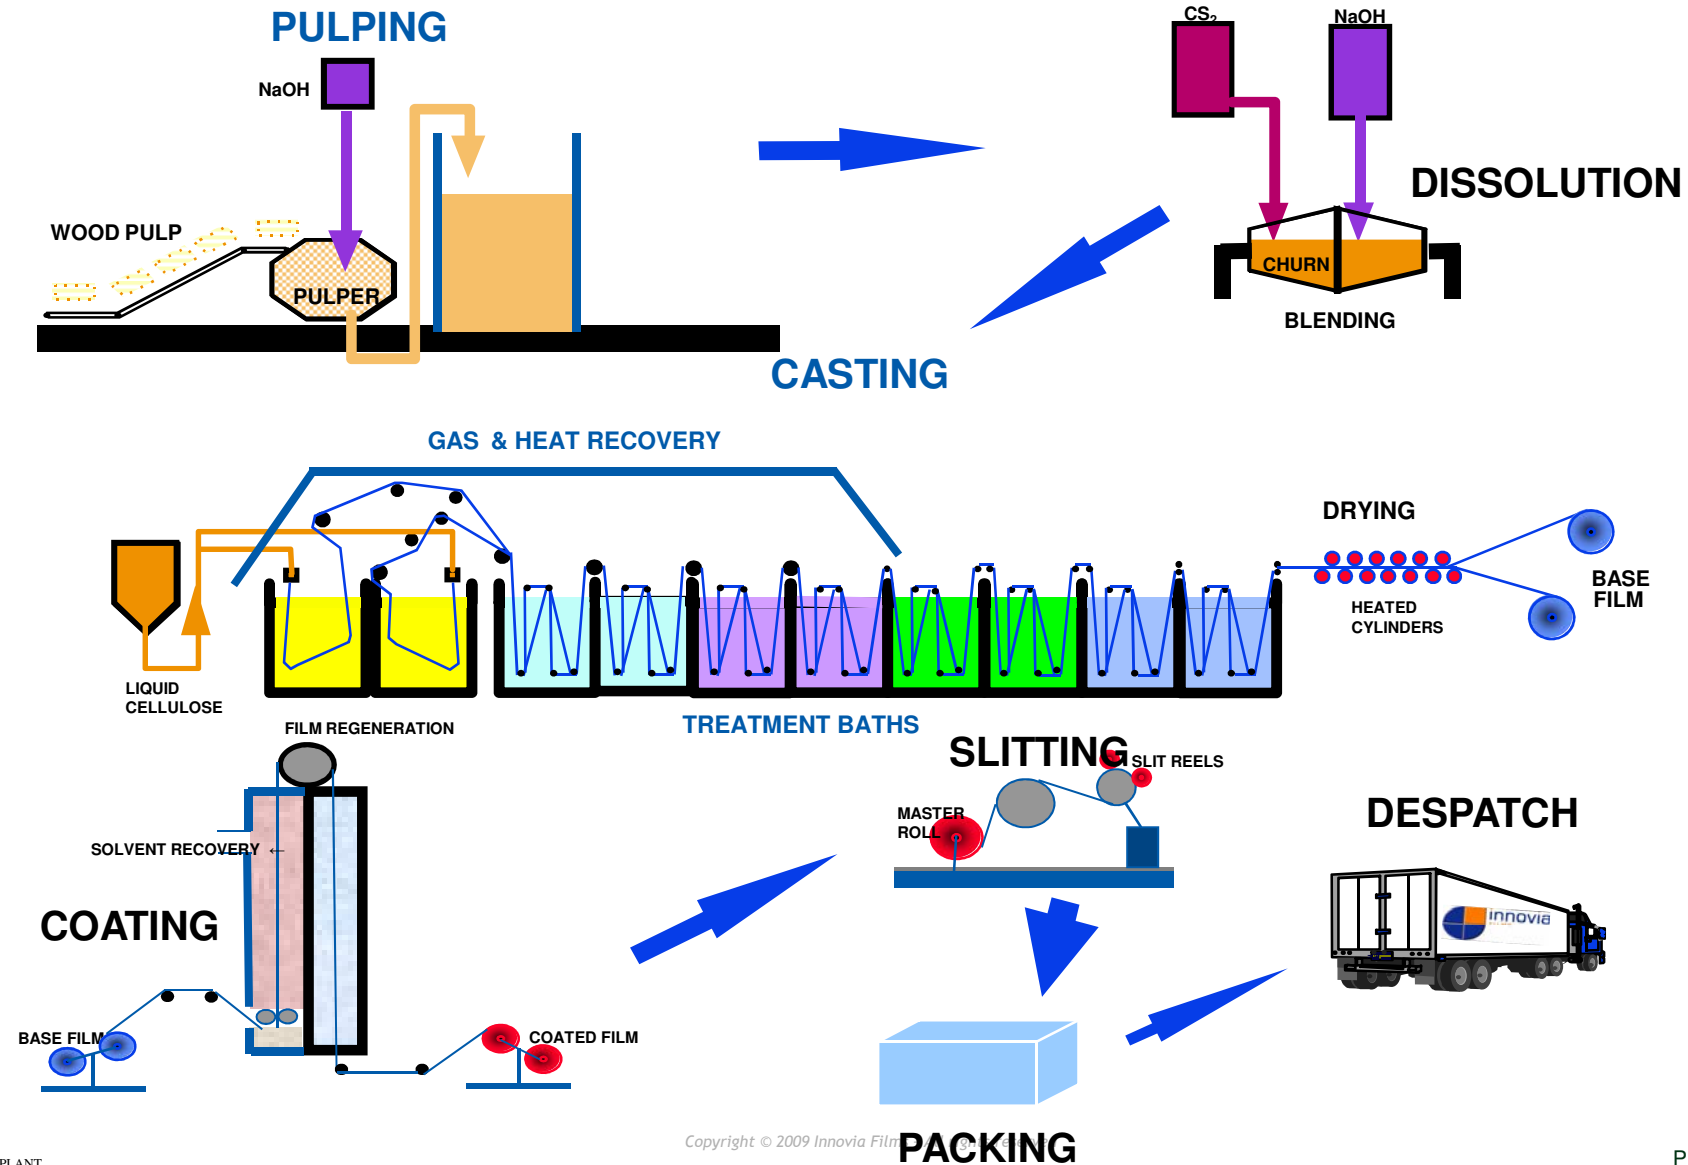 PULPING
NaOH
WOOD PULP
PULPER
CS₂
NaOH
DISSOLUTION
CHURN
BLENDING
CASTING
GAS & HEAT RECOVERY
DRYING
HEATED
CYLINDERS
BASE
FILM
LIQUID
CELLULOSE
FILM REGENERATION
TREATMENT BATHS
SLITTING
SLIT REELS
MASTER
ROLL
DESPATCH
innovia
SOLVENT RECOVERY ←
COATING
BASE FILM
COATED FILM
Copyright © 2009 Innovia Films
PACKING
PLANT
P